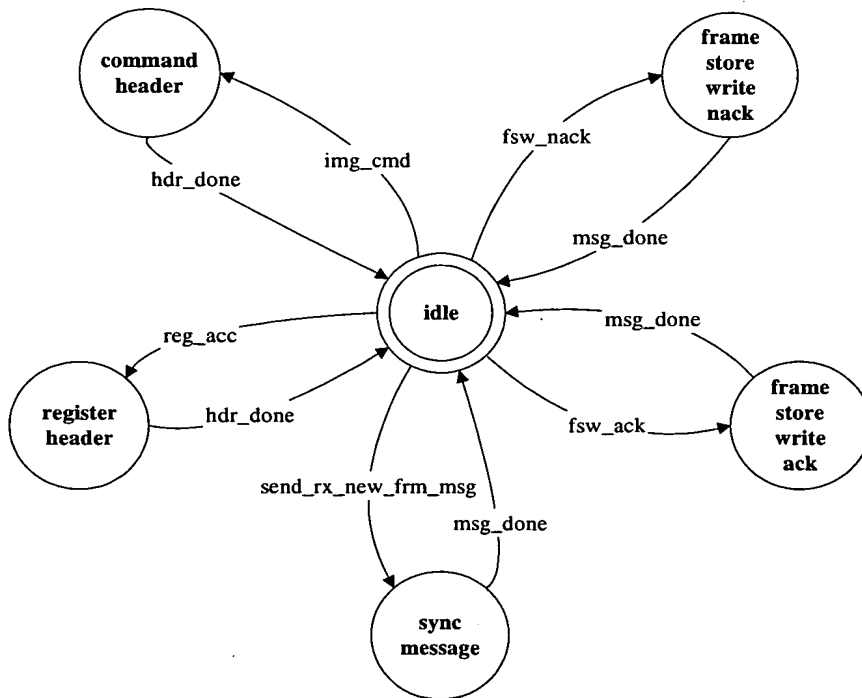 command
header
frame
store
write
nack
fsw_nack
img_cmd
hdr_done
msg_done
idle
msg_done
reg_acc
register
header
hdr_done
fsw_ack
frame
store
write
ack
send_rx_new_frm_msg
msg_done
sync
message